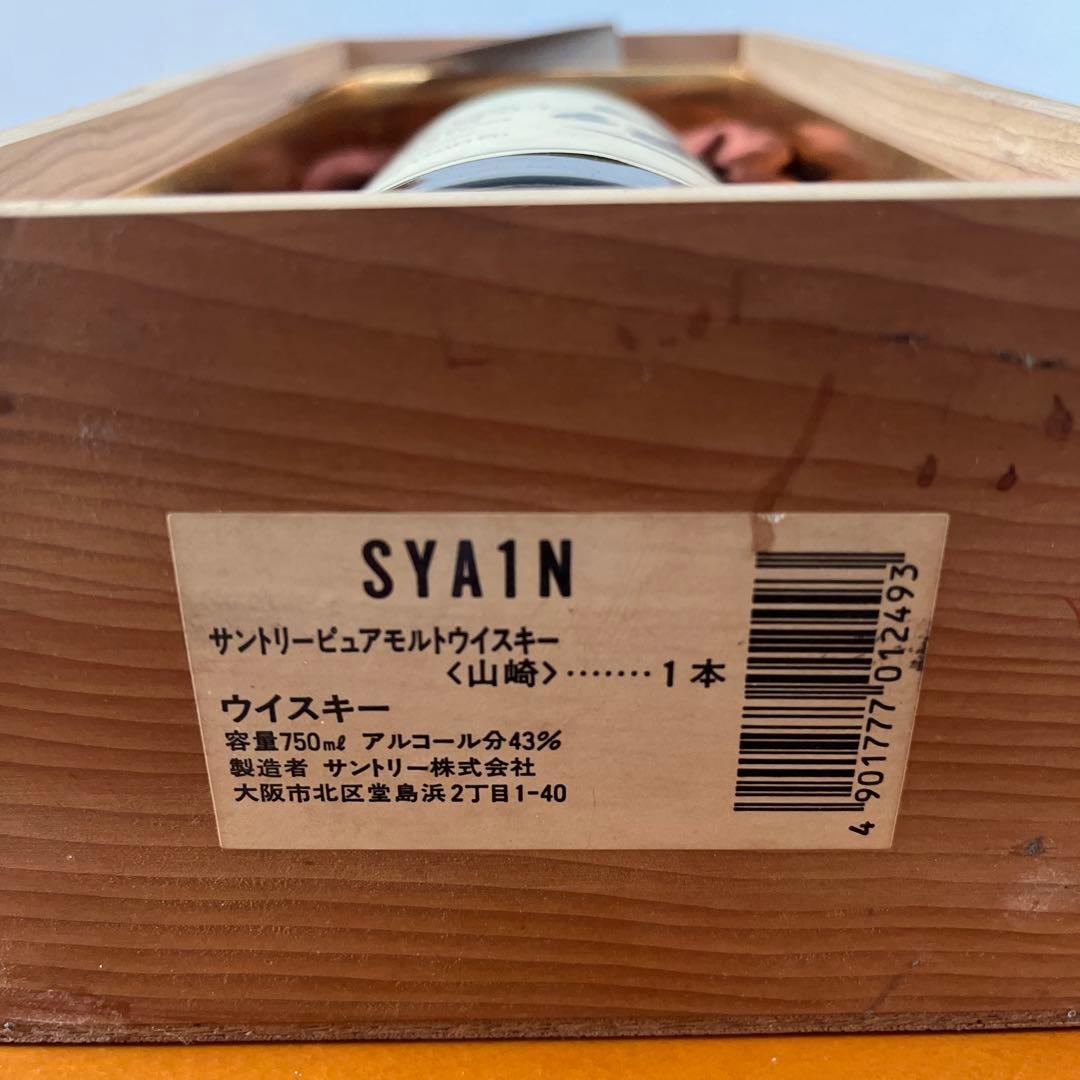 SYA1N
サントリーピュアモルトウイスキー
〈山崎〉‥‥‥‥1本
ウイスキー
容量750㎖ アルコール分43%
製造者 サントリー株式会社
大阪市北区堂島浜2丁目1-40
4 901777 012493